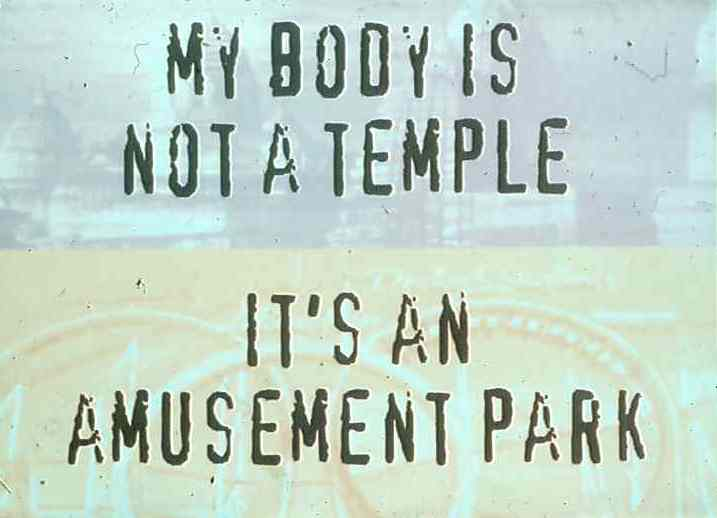 MY BODY IS
NOT A TEMPLE
IT'S AN
AMUSEMENT PARK